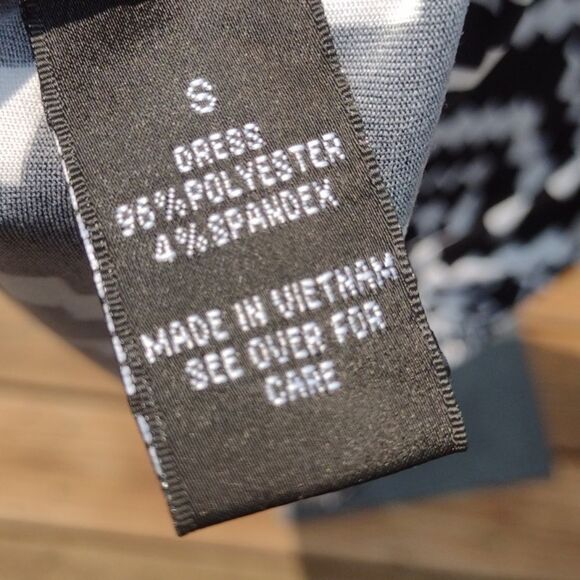 S
DRESS
96%POLYESTER
4%SPANDEX
MADE IN VIETNAM
SEE OVER FOR
CARE